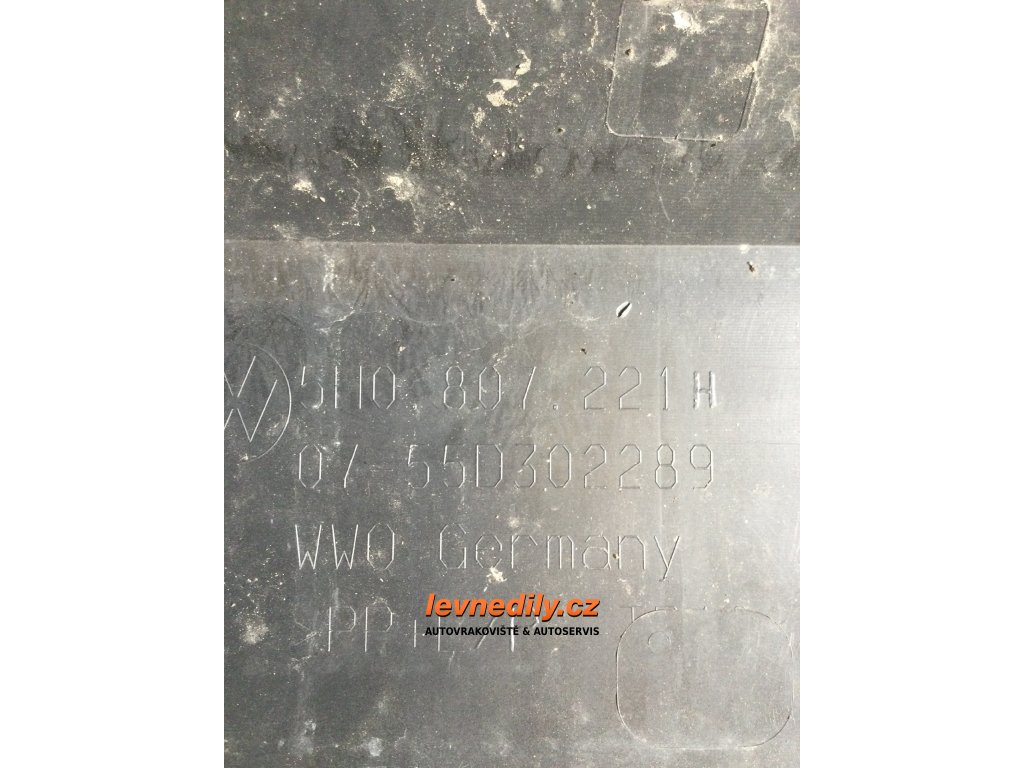 5H0 807.221 H
07-55D302289
WWO Germany
levnedily.cz
AUTOVRAKOVIŠTĚ & AUTOSERVIS